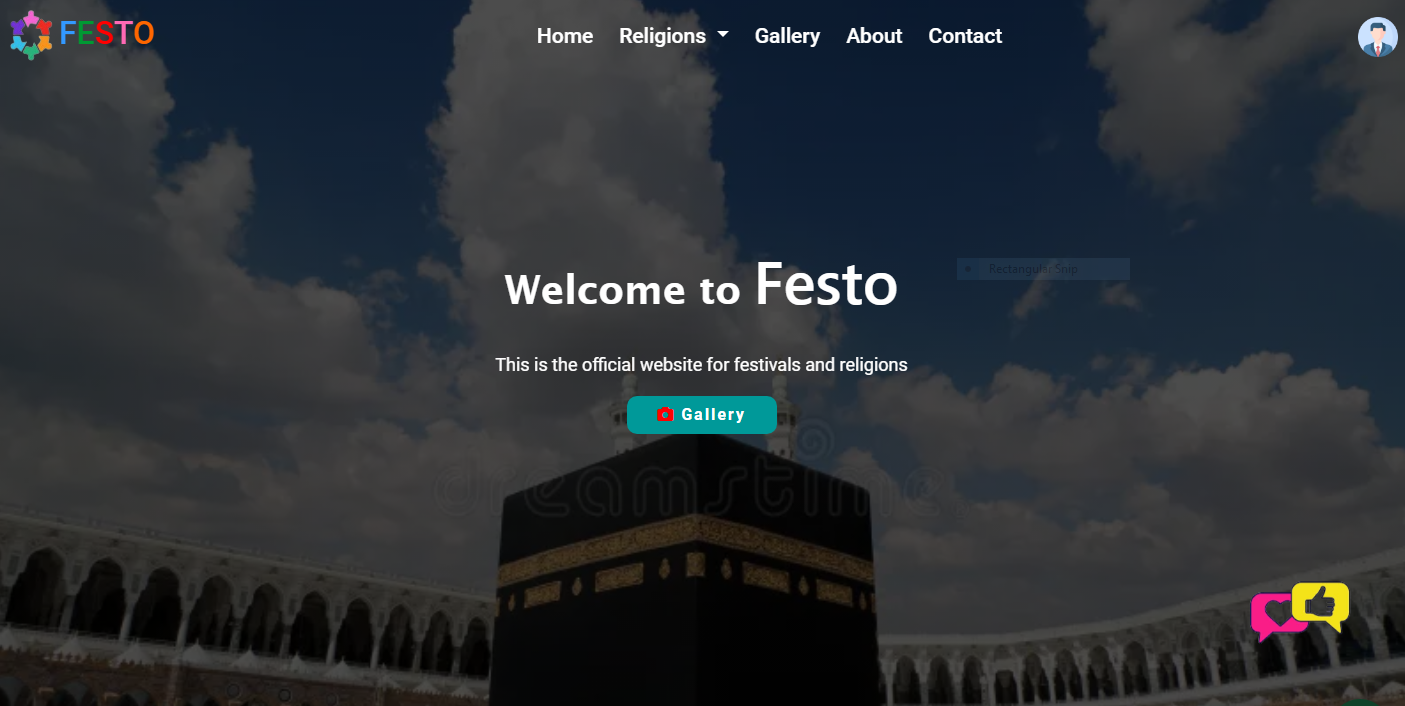 FESTO
Home Religions Gallery About Contact
Welcome to Festo
Rectangular Snip
This is the official website for festivals and religions
Gallery
dreamstime